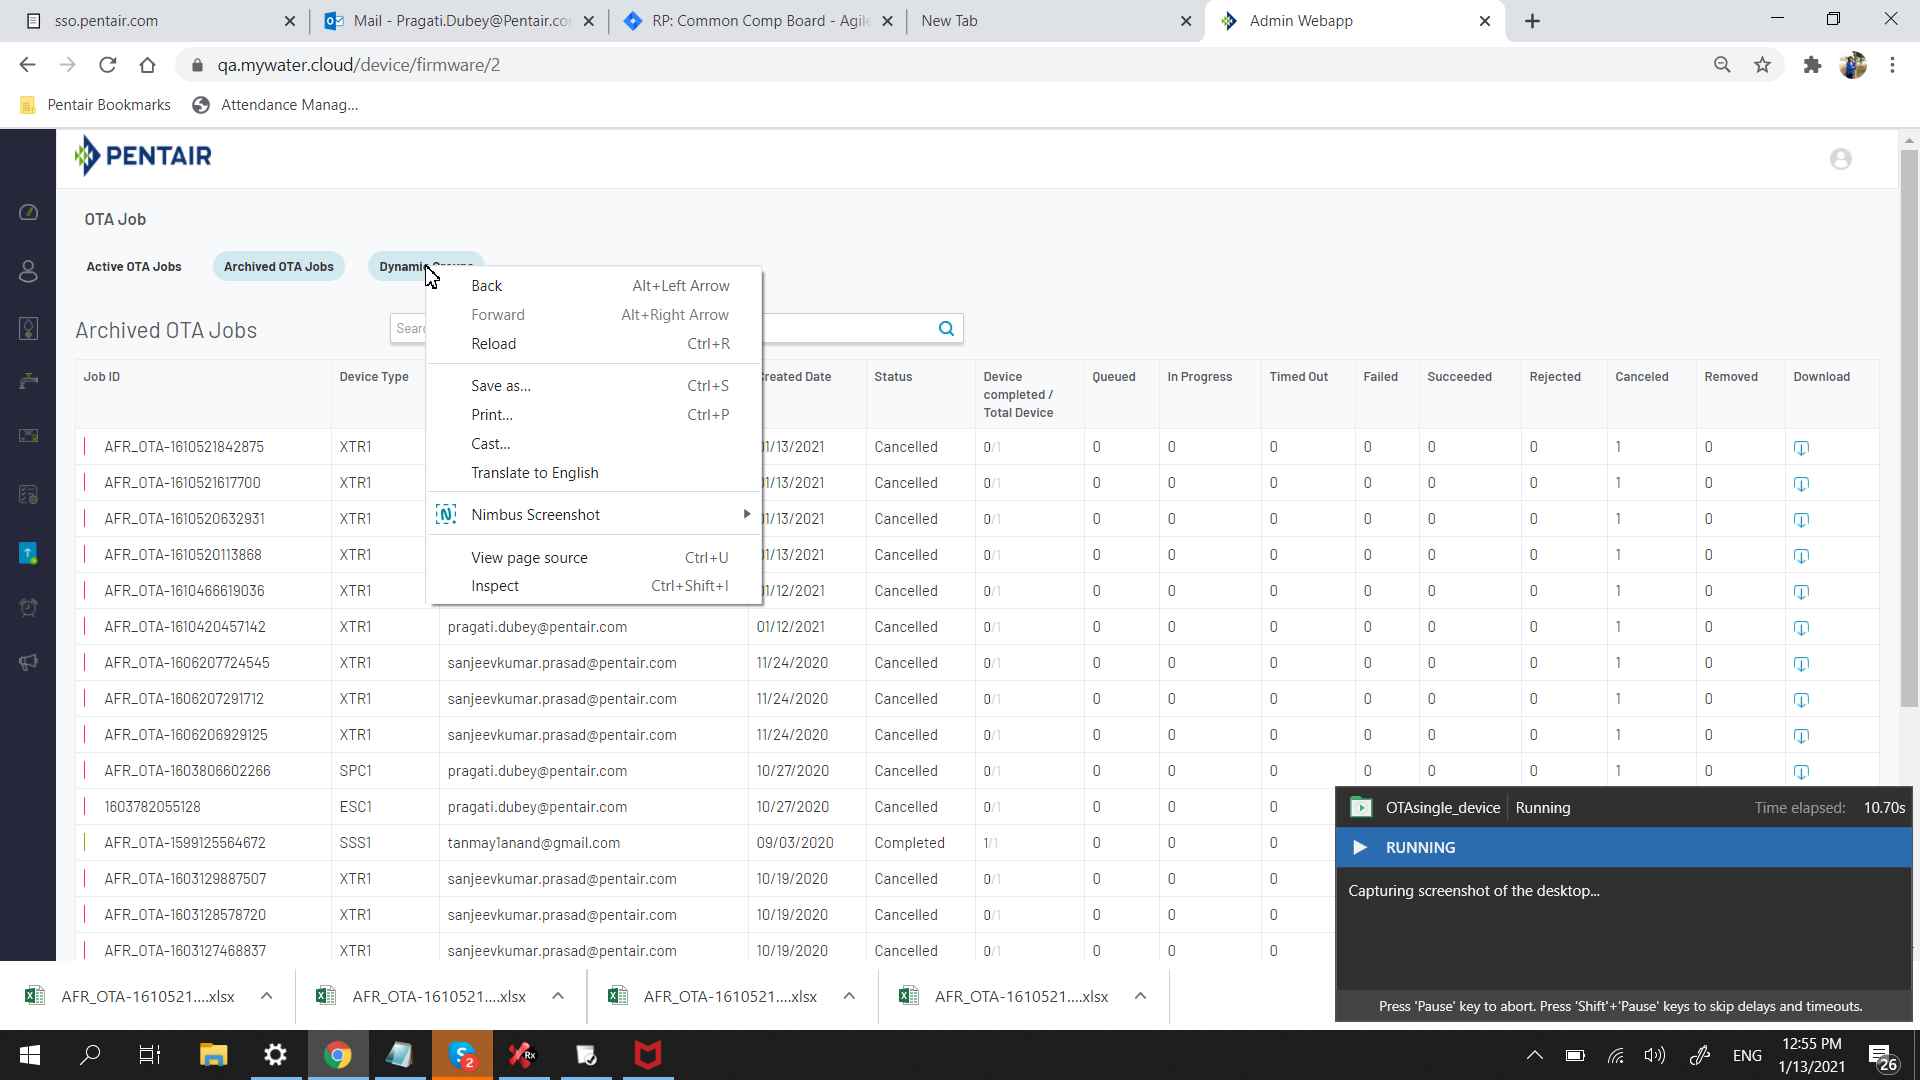 sso.pentair.com
Mail - Pragati.Dubey@Pentair.co
RP: Common Comp Board - Agile
New Tab
Admin Webapp
qa.mywater.cloud/device/firmware/2
Pentair Bookmarks
Attendance Manag...
PENTAIR
OTA Job
Active OTA Jobs
Archived OTA Jobs
Back Alt+Left Arrow
Forward Alt+Right Arrow
Reload Ctrl+R
Save as... Ctrl+S
Print... Ctrl+P
Cast...
Translate to English
Nimbus Screenshot
View page source Ctrl+U
Inspect Ctrl+Shift+I
Archived OTA Jobs
Job ID Device Type Created Date Status Device completed / Total Device Queued In Progress Timed Out Failed Succeeded Rejected Canceled Removed Download
AFR_OTA-1610521842875 XTR1 01/13/2021 Cancelled 0/1 0 0 0 0 0 0 1 0
AFR_OTA-1610521617700 XTR1 01/13/2021 Cancelled 0/1 0 0 0 0 0 0 1 0
AFR_OTA-1610520632931 XTR1 01/13/2021 Cancelled 0/1 0 0 0 0 0 0 1 0
AFR_OTA-1610520113868 XTR1 01/13/2021 Cancelled 0/1 0 0 0 0 0 0 1 0
AFR_OTA-1610466619036 XTR1 01/12/2021 Cancelled 0/1 0 0 0 0 0 0 1 0
AFR_OTA-1610420457142 XTR1 pragati.dubey@pentair.com 01/12/2021 Cancelled 0/1 0 0 0 0 0 0 1 0
AFR_OTA-1606207724545 XTR1 sanjeevkumar.prasad@pentair.com 11/24/2020 Cancelled 0/1 0 0 0 0 0 0 1 0
AFR_OTA-1606207291712 XTR1 sanjeevkumar.prasad@pentair.com 11/24/2020 Cancelled 0/1 0 0 0 0 0 0 1 0
AFR_OTA-1606206929125 XTR1 sanjeevkumar.prasad@pentair.com 11/24/2020 Cancelled 0/1 0 0 0 0 0 0 1 0
AFR_OTA-1603806602266 SPC1 pragati.dubey@pentair.com 10/27/2020 Cancelled 0/1 0 0 0 0 0 0 1 0
1603782055128 ESC1 pragati.dubey@pentair.com 10/27/2020 Cancelled 0/1 0 0 0
AFR_OTA-1599125564672 SSS1 tanmay1anand@gmail.com 09/03/2020 Completed 1/1 0 0 0
AFR_OTA-1603129887507 XTR1 sanjeevkumar.prasad@pentair.com 10/19/2020 Cancelled 0/1 0 0 0
AFR_OTA-1603128578720 XTR1 sanjeevkumar.prasad@pentair.com 10/19/2020 Cancelled 0/1 0 0 0
AFR_OTA-1603127468837 XTR1 sanjeevkumar.prasad@pentair.com 10/19/2020 Cancelled 0/1 0 0 0
OTAsingle_device Running Time elapsed: 10.70s
RUNNING
Capturing screenshot of the desktop...
Press 'Pause' key to abort. Press 'Shift'+'Pause' keys to skip delays and timeouts.
AFR_OTA-1610521....xlsx
AFR_OTA-1610521....xlsx
AFR_OTA-1610521....xlsx
AFR_OTA-1610521....xlsx
2
Rx
ENG
12:55 PM
1/13/2021
26